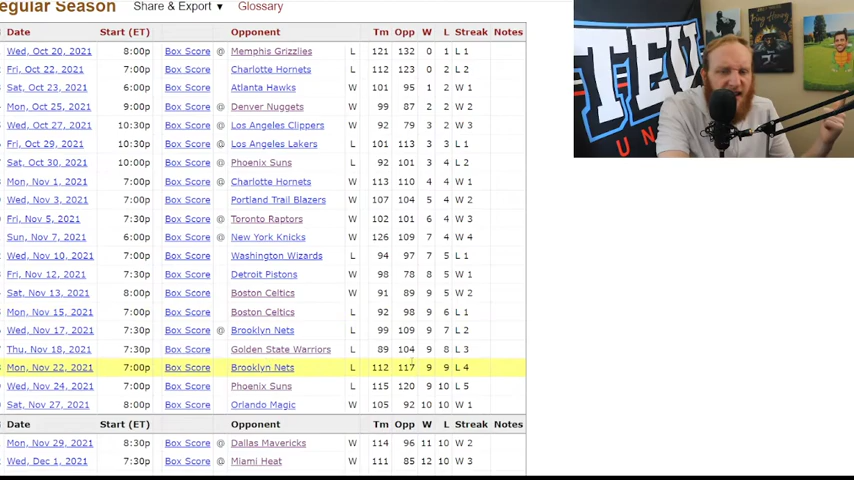 egular Season Share & Export ▼ Glossary
Date Start (ET) Opponent Tm Opp W L Streak Notes
Wed, Oct 20, 2021 8:00p Box Score @ Memphis Grizzlies L 121 132 0 1 L 1
Fri, Oct 22, 2021 7:00p Box Score Charlotte Hornets L 112 123 0 2 L 2
Sat, Oct 23, 2021 6:00p Box Score Atlanta Hawks W 101 95 1 2 W 1
Mon, Oct 25, 2021 9:00p Box Score @ Denver Nuggets W 99 87 2 2 W 2
Wed, Oct 27, 2021 10:30p Box Score @ Los Angeles Clippers W 92 79 3 2 W 3
Fri, Oct 29, 2021 10:30p Box Score @ Los Angeles Lakers L 101 113 3 3 L 1
Sat, Oct 30, 2021 10:00p Box Score @ Phoenix Suns L 92 101 3 4 L 2
Mon, Nov 1, 2021 7:00p Box Score @ Charlotte Hornets W 113 110 4 4 W 1
Wed, Nov 3, 2021 7:00p Box Score Portland Trail Blazers W 107 104 5 4 W 2
Fri, Nov 5, 2021 7:30p Box Score @ Toronto Raptors W 102 101 6 4 W 3
Sun, Nov 7, 2021 6:00p Box Score @ New York Knicks W 126 109 7 4 W 4
Wed, Nov 10, 2021 7:00p Box Score Washington Wizards L 94 97 7 5 L 1
Fri, Nov 12, 2021 7:30p Box Score Detroit Pistons W 98 78 8 5 W 1
Sat, Nov 13, 2021 8:00p Box Score Boston Celtics W 91 89 9 5 W 2
Mon, Nov 15, 2021 7:00p Box Score Boston Celtics L 92 98 9 6 L 1
Wed, Nov 17, 2021 7:30p Box Score @ Brooklyn Nets L 99 109 9 7 L 2
Thu, Nov 18, 2021 7:30p Box Score Golden State Warriors L 89 104 9 8 L 3
Mon, Nov 22, 2021 7:00p Box Score Brooklyn Nets L 112 117 9 9 L 4
Wed, Nov 24, 2021 7:00p Box Score Phoenix Suns L 115 120 9 10 L 5
Sat, Nov 27, 2021 8:00p Box Score Orlando Magic W 105 92 10 10 W 1
Date Start (ET) Opponent Tm Opp W L Streak Notes
Mon, Nov 29, 2021 8:30p Box Score @ Dallas Mavericks W 114 96 11 10 W 2
Wed, Dec 1, 2021 7:30p Box Score @ Miami Heat W 111 85 12 10 W 3